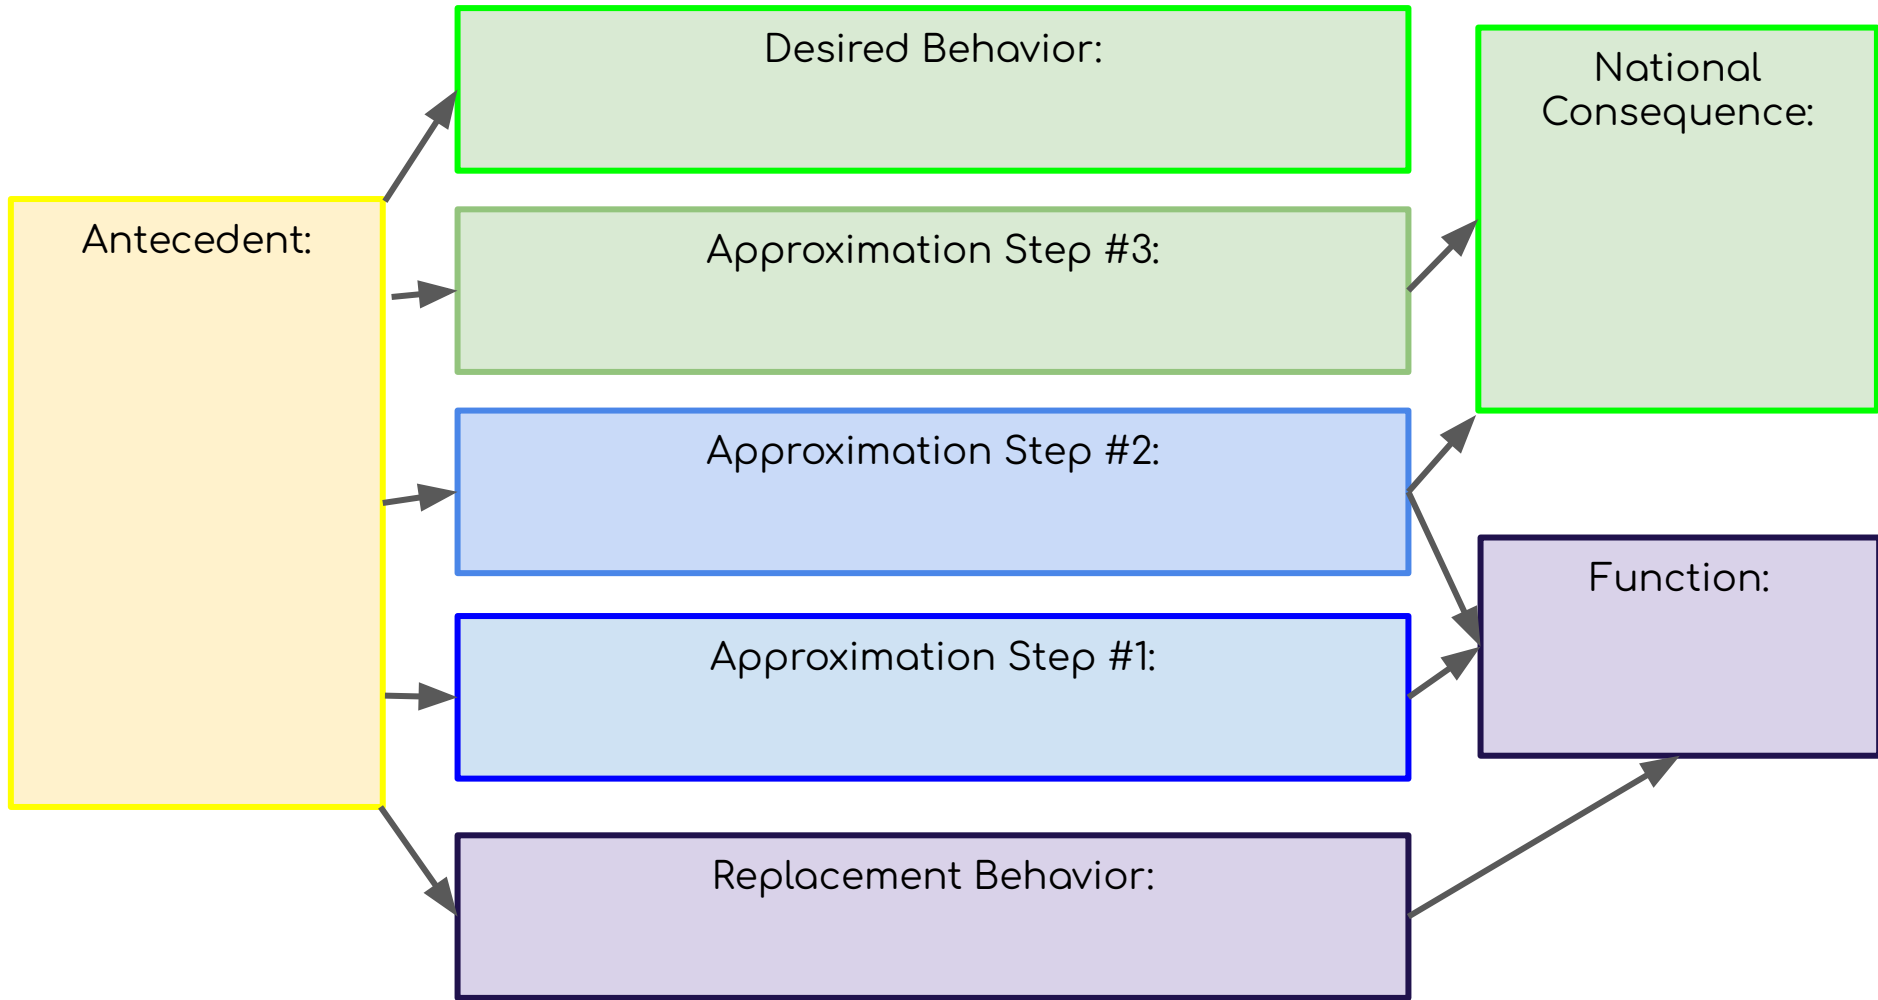 Desired Behavior:
National
Consequence:
Antecedent:
Approximation Step #3:
Approximation Step #2:
Function:
Approximation Step #1:
Replacement Behavior: